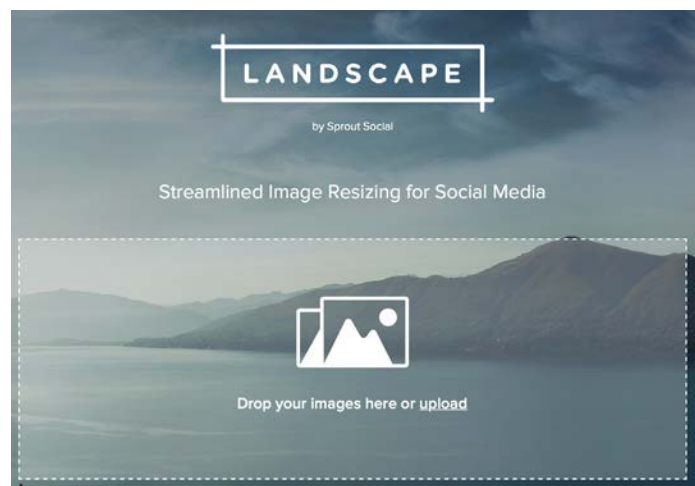 LANDSCAPE
by Sprout Social
Streamlined Image Resizing for Social Media
Drop your images here or upload